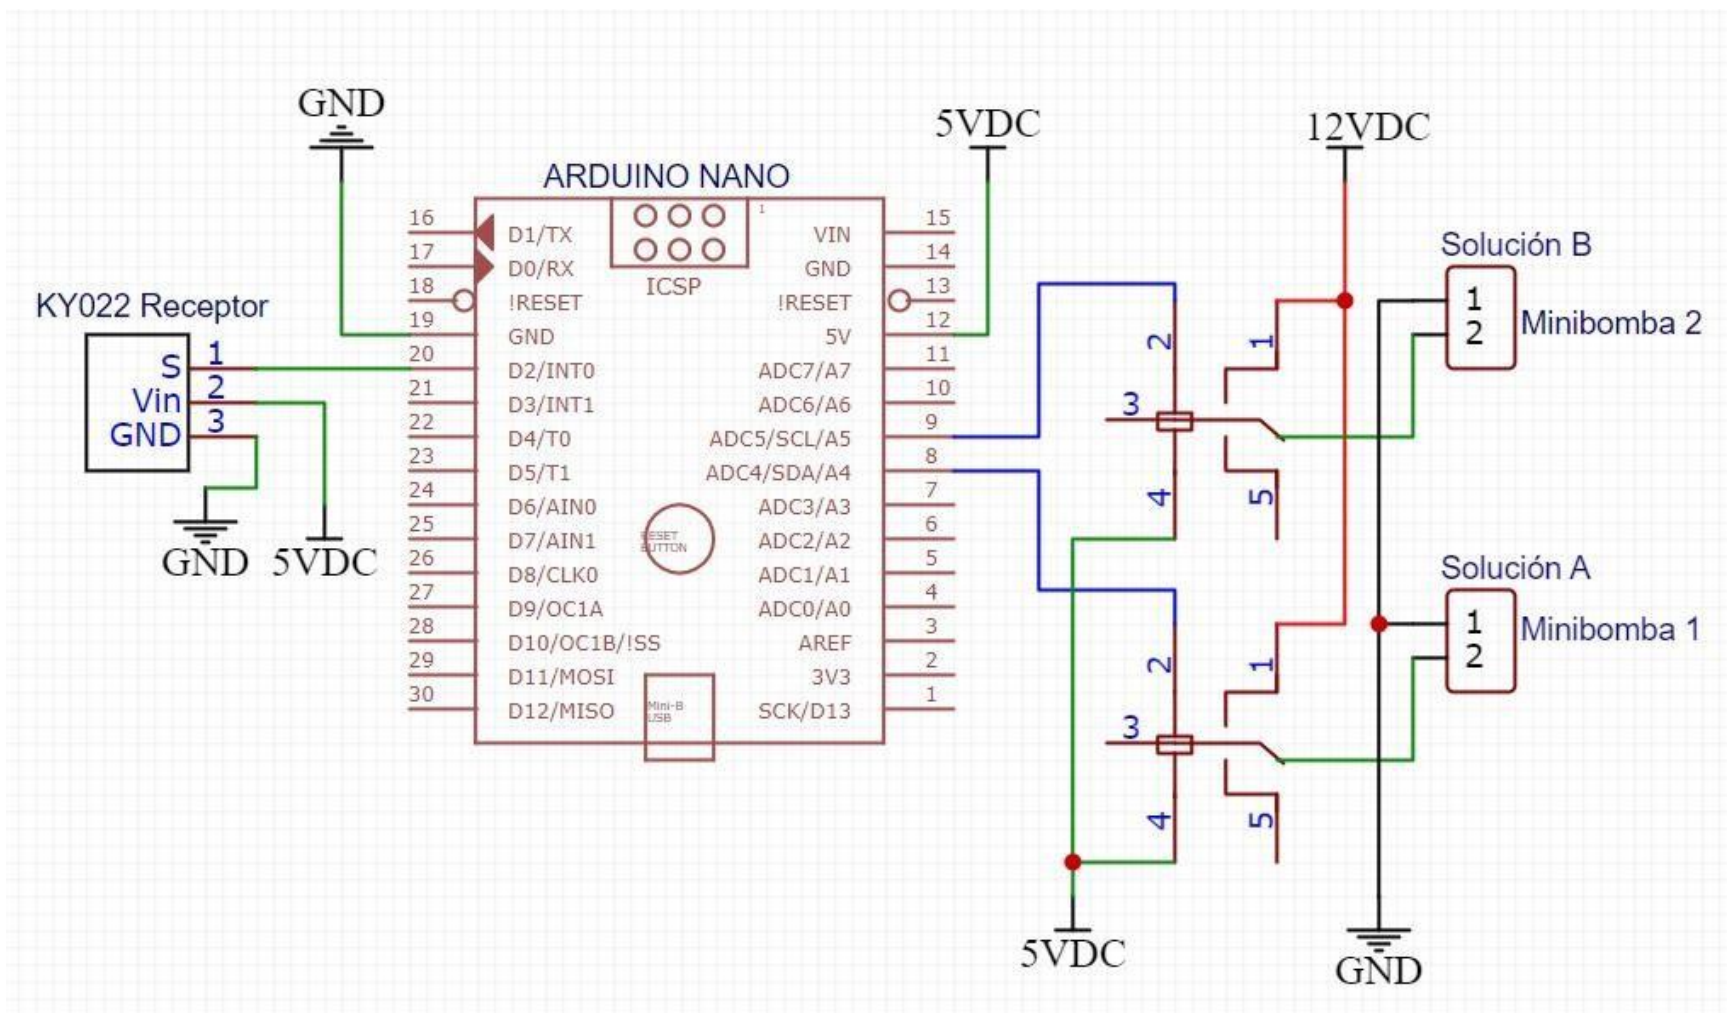 GND
5VDC
12VDC
ARDUINO NANO
KY022 Receptor
S 1
Vin 2
GND 3
GND
5VDC
16 D1/TX
17 D0/RX
18 !RESET
19 GND
20 D2/INT0
21 D3/INT1
22 D4/T0
23 D5/T1
24 D6/AIN0
25 D7/AIN1
26 D8/CLK0
27 D9/OC1A
28 D10/OC1B/!SS
29 D11/MOSI
30 D12/MISO
1
ICSP
RESET
BUTTON
Mini-B
USB
VIN 15
GND 14
!RESET 13
5V 12
ADC7/A7 11
ADC6/A6 10
ADC5/SCL/A5 9
ADC4/SDA/A4 8
ADC3/A3 7
ADC2/A2 6
ADC1/A1 5
ADC0/A0 4
AREF 3
3V3 2
SCK/D13 1
2
1
3
4
5
2
1
3
4
5
5VDC
Solución B
1
2
Minibomba 2
Solución A
1
2
Minibomba 1
GND